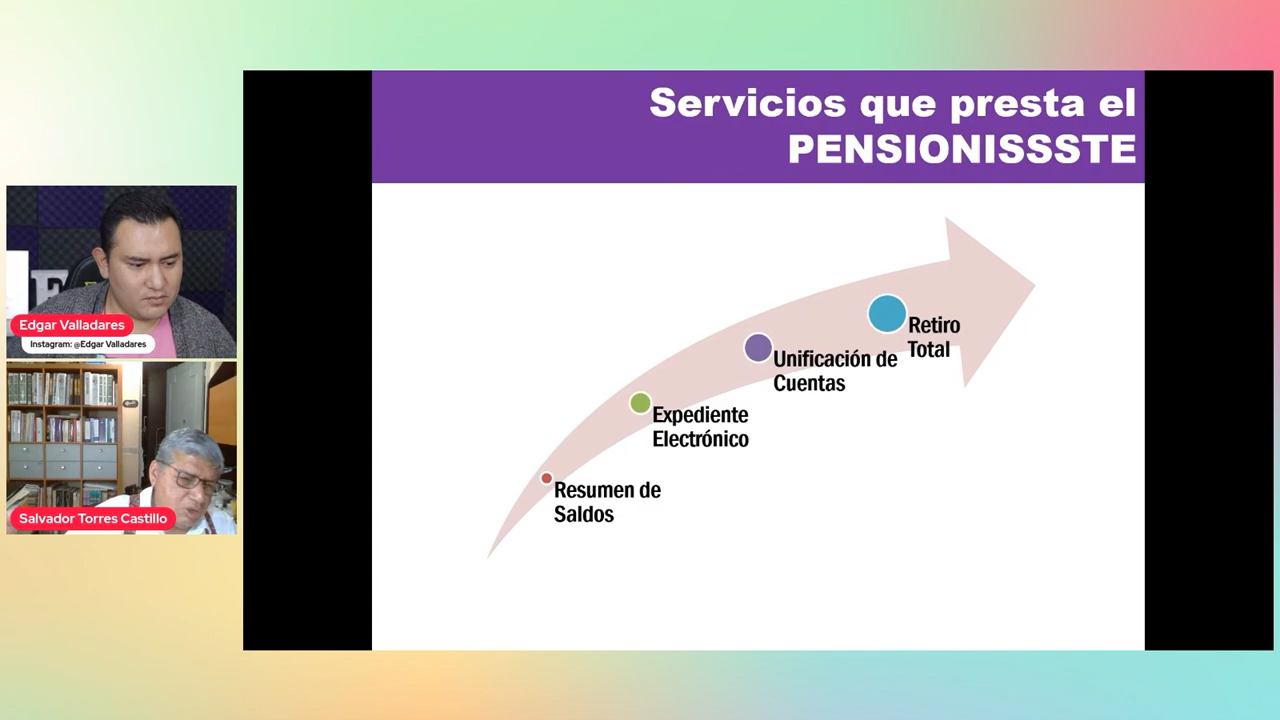 Servicios que presta el
PENSIONISSSTE
Retiro
Total
Unificación de
Cuentas
Expediente
Electrónico
Resumen de
Saldos
Edgar Valladares
Instagram: @Edgar Valladares
Salvador Torres Castillo